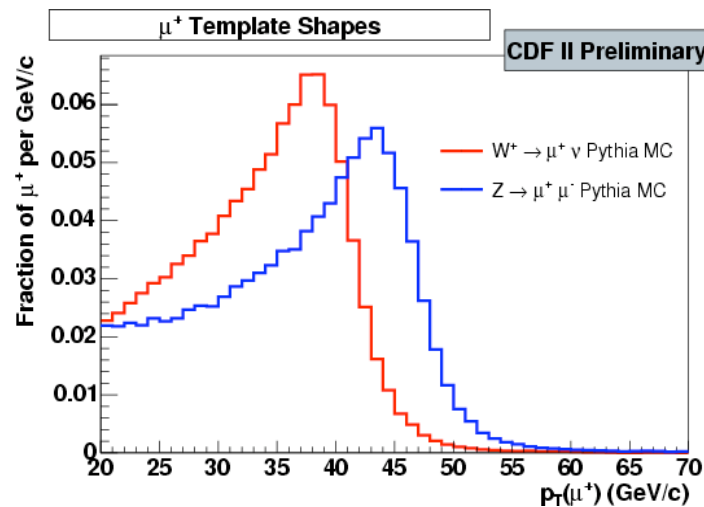 μ⁺ Template Shapes
CDF II Preliminary
Fraction of μ⁺ per GeV/c
0.06
0.05
0.04
0.03
0.02
0.01
0
W⁺ → μ⁺ ν Pythia MC
Z → μ⁺ μ⁻ Pythia MC
20 25 30 35 40 45 50 55 60 65 70
p_T(μ⁺) (GeV/c)